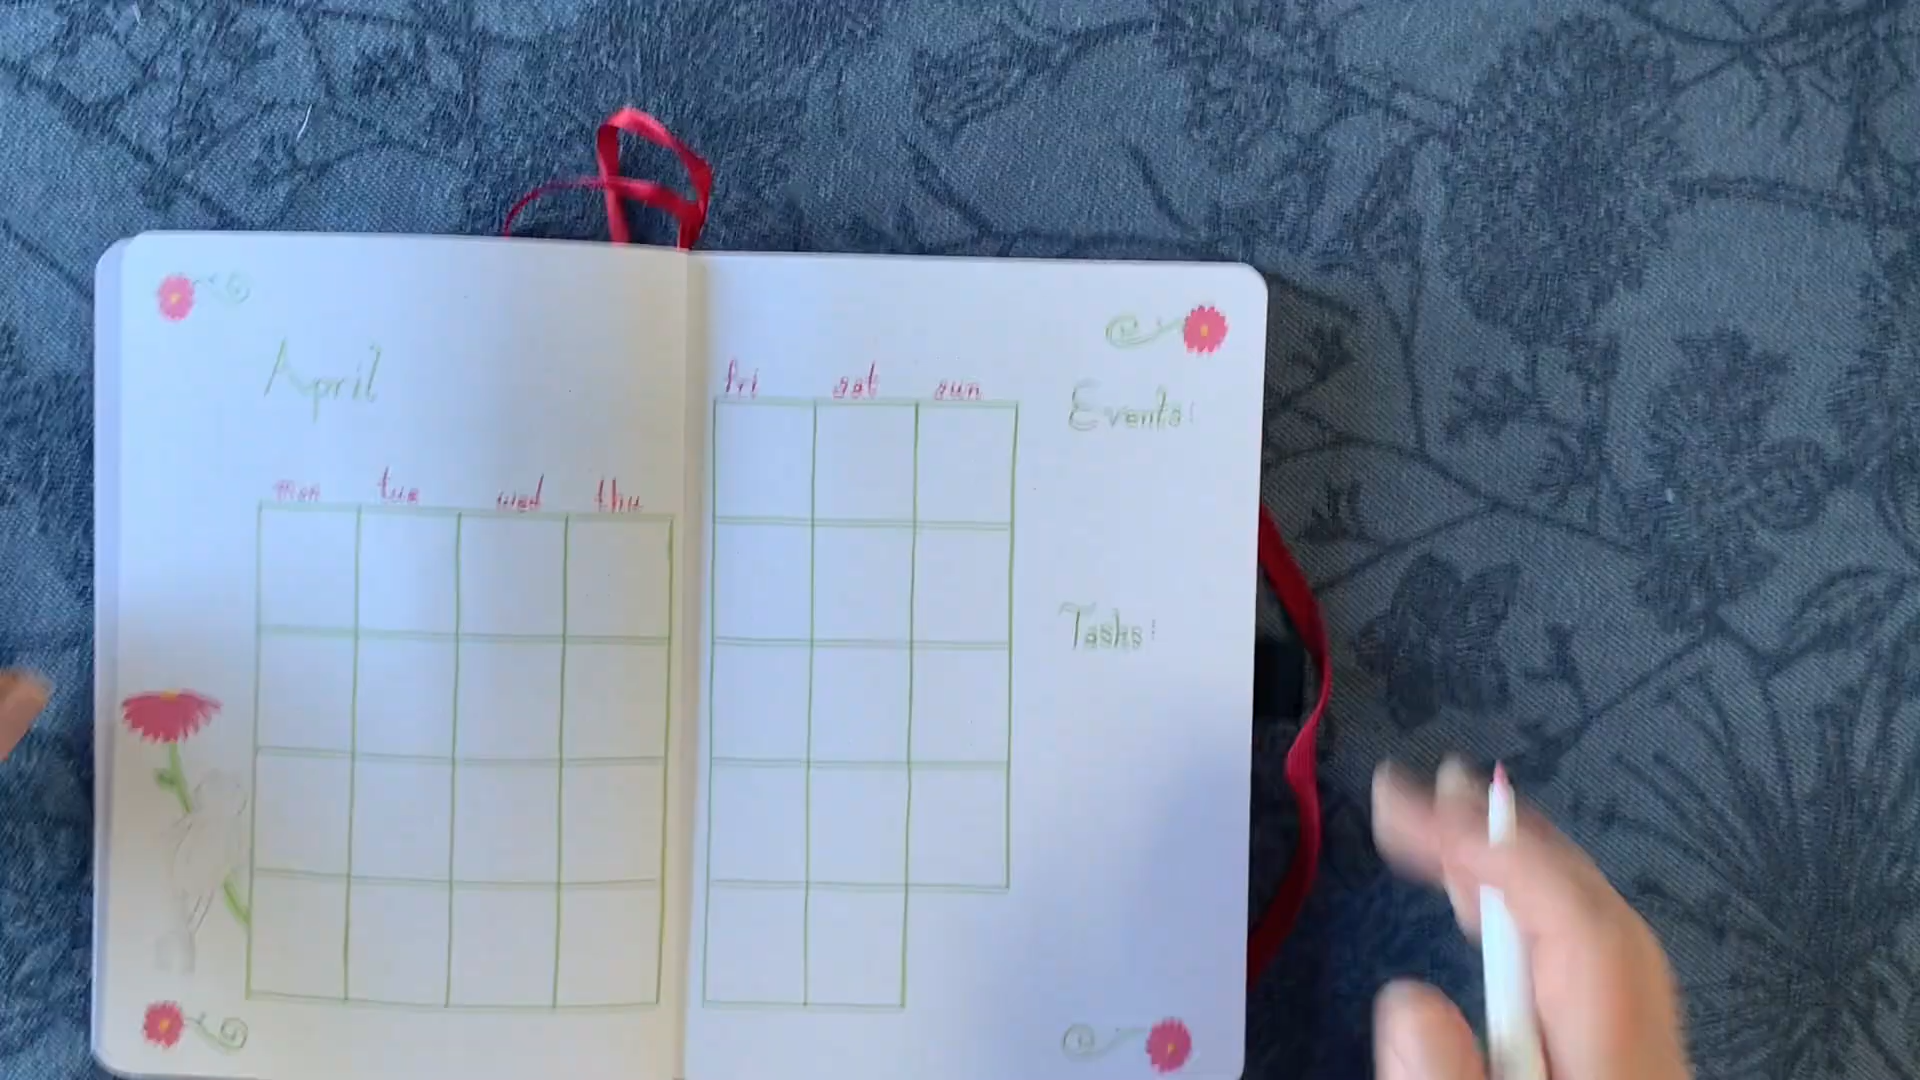 April
mon tue wed thu
fri sat sun
Events:
Tasks: